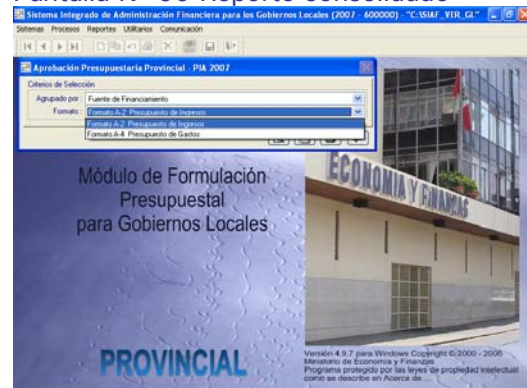 Sistema Integrado de Administración Financiera para los Gobiernos Locales (2007 - 600000) - "C:\SIAF_VER_GL"
Sistemas Procesos Reportes Utilitarios Comunicación
Aprobación Presupuestaria Provincial - PIA 2007
Criterios de Selección
Agrupado por : Fuente de Financiamiento
Formato : Formato A-2 Presupuesto de Ingresos
Formato A-2 Presupuesto de Ingresos
Formato A-4 Presupuesto de Gastos
ECONOMIA Y FINANZAS
Módulo de Formulación
Presupuestal
para Gobiernos Locales
PROVINCIAL
Versión 4.9.7 para Windows Copyright © 2000 - 2006
Ministerio de Economía y Finanzas
Programa protegido por las leyes de propiedad intelectual
como se describe en Acerca de...